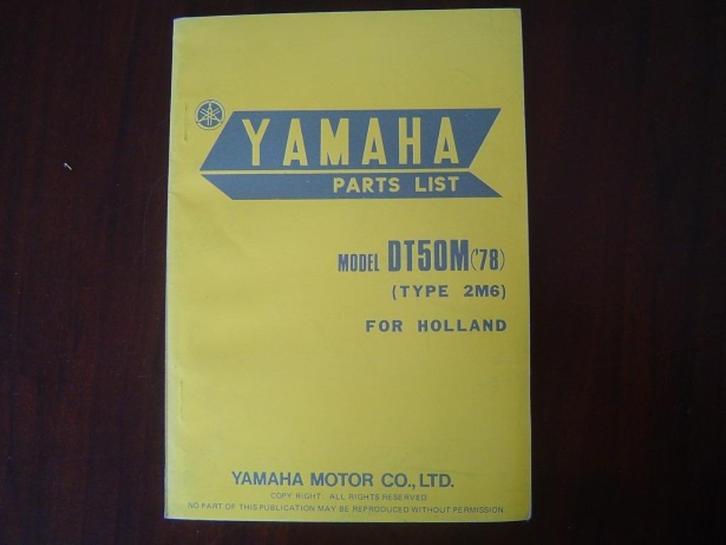 YAMAHA
PARTS LIST
MODEL DT50M('78)
(TYPE 2M6)
FOR HOLLAND
YAMAHA MOTOR CO., LTD.
COPY RIGHT. ALL RIGHTS RESERVED
NO PART OF THIS PUBLICATION MAY BE REPRODUCED WITHOUT PERMISSION